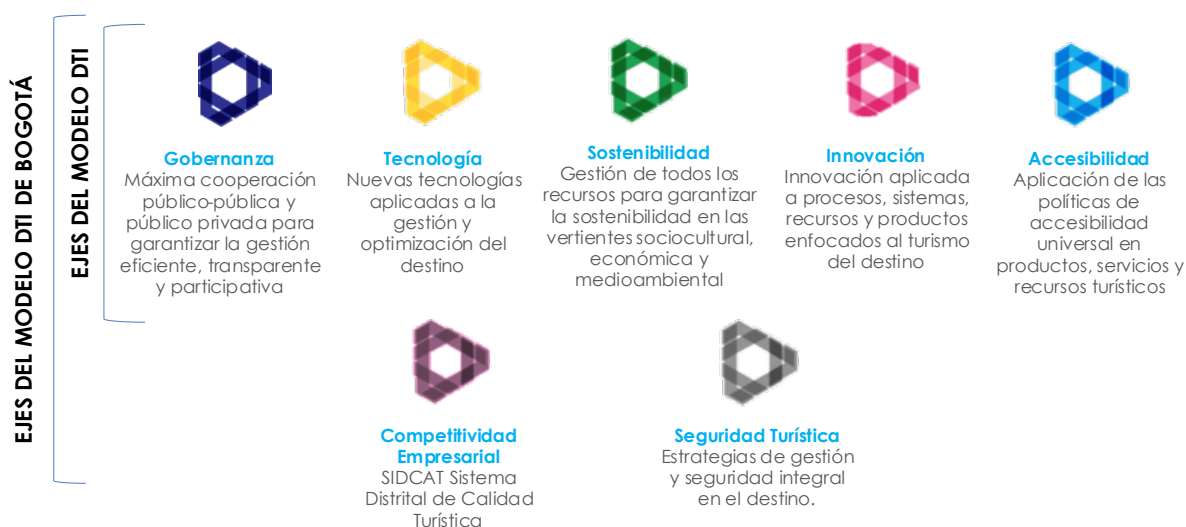 EJES DEL MODELO DTI DE BOGOTÁ
EJES DEL MODELO DTI
Gobernanza
Máxima cooperación
público-pública y
público privada para
garantizar la gestión
eficiente, transparente
y participativa
Tecnología
Nuevas tecnologías
aplicadas a la
gestión y
optimización del
destino
Sostenibilidad
Gestión de todos los
recursos para garantizar
la sostenibilidad en las
vertientes sociocultural,
económica y
medioambiental
Innovación
Innovación aplicada
a procesos, sistemas,
recursos y productos
enfocados al turismo
del destino
Accesibilidad
Aplicación de las
políticas de
accesibilidad
universal en
productos, servicios y
recursos turísticos
Competitividad
Empresarial
SIDCAT Sistema
Distrital de Calidad
Turística
Seguridad Turística
Estrategias de gestión
y seguridad integral
en el destino.